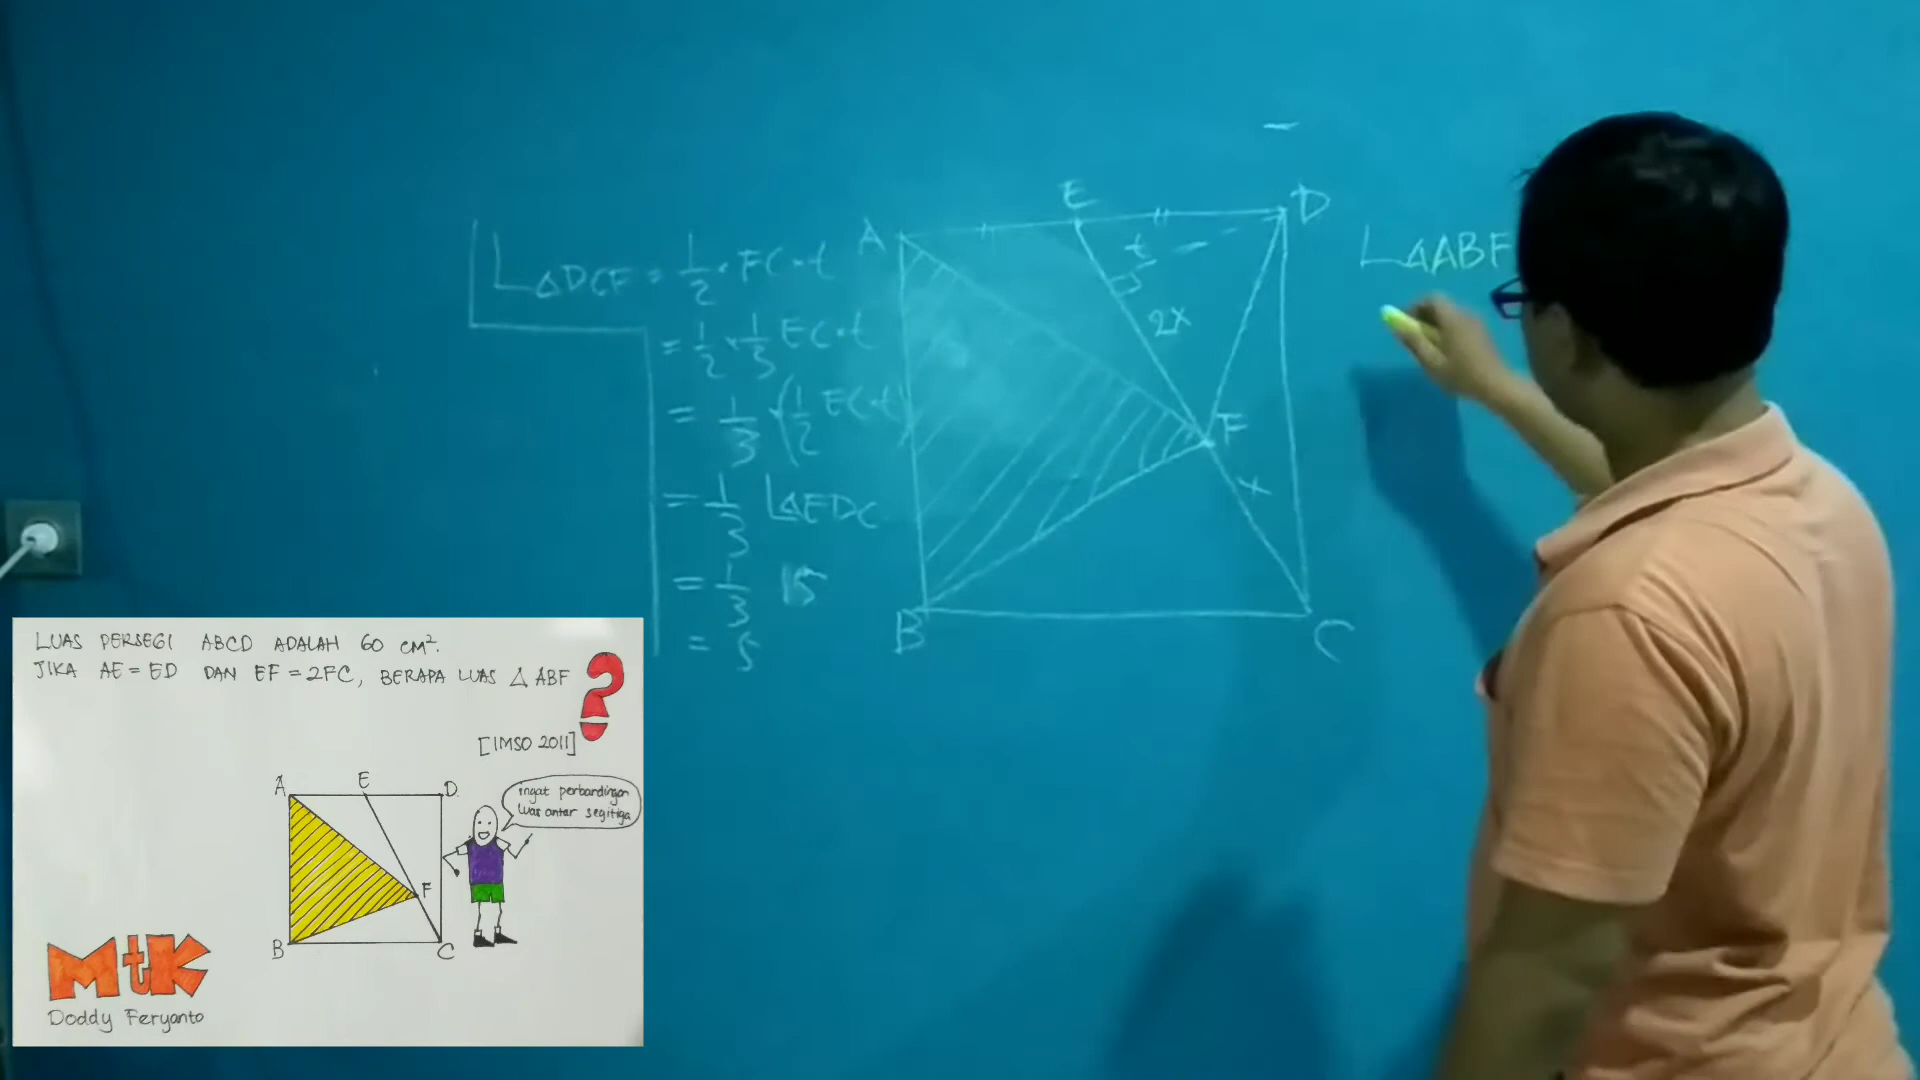 L△DCF = 1/2 · FC · t
= 1/2 · 1/3 EC · t
= 1/3 (1/2 EC · t)
= 1/3 L△EDC
= 1/3 15
= 5
A
E
D
t
5
2x
F
x
B
C
L△ABF
LUAS PERSEGI ABCD ADALAH 60 cm².
JIKA AE = ED DAN EF = 2FC, BERAPA LUAS △ ABF ?
[IMSO 2011]
ingat perbandingan
luas antar segitiga
A
E
D
F
B
C
MtK
Doddy Feryanto